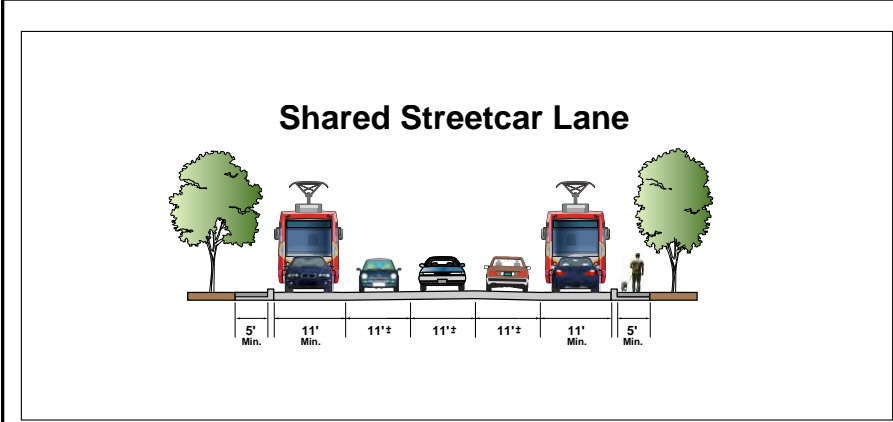 Shared Streetcar Lane
5' 11' 11'± 11'± 11'± 11' 5'
Min. Min. Min. Min.